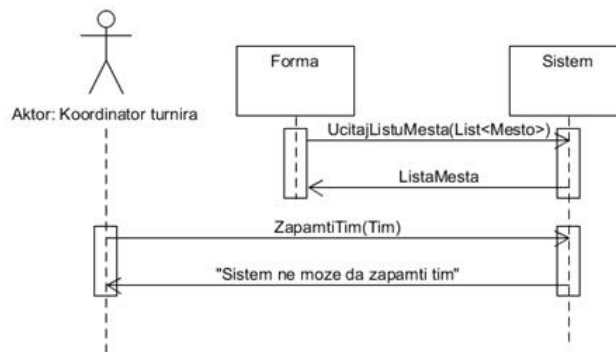 Forma
Sistem
Aktor: Koordinator turnira
UcitajListuMesta(List<Mesto>)
ListaMesta
ZapamtiTim(Tim)
"Sistem ne moze da zapamti tim"